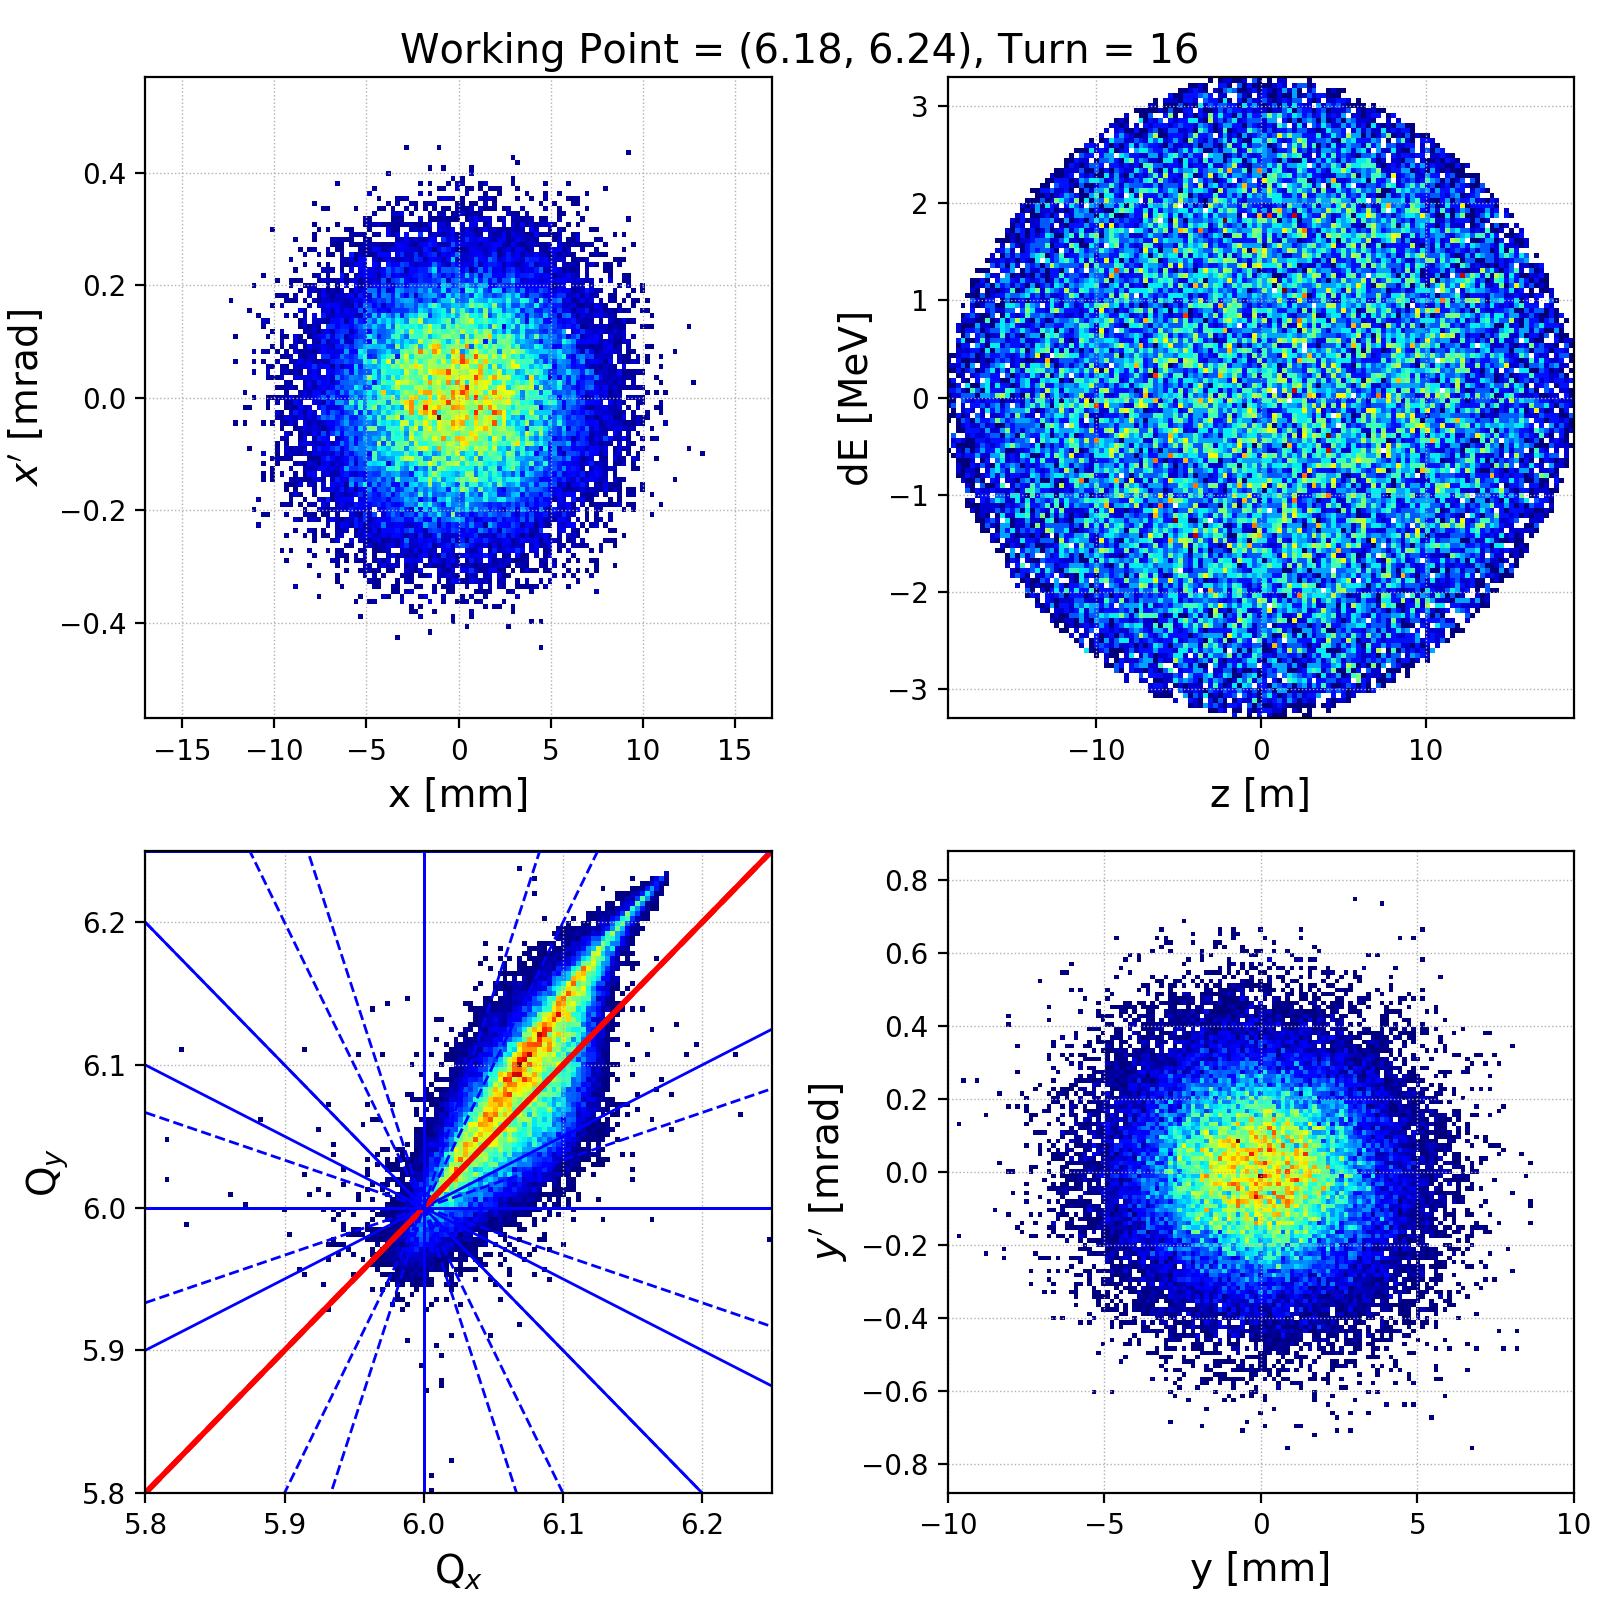 Working Point = (6.18, 6.24), Turn = 16
x′ [mrad]
0.4
0.2
0.0
−0.2
−0.4
−15 −10 −5 0 5 10 15
x [mm]
dE [MeV]
3
2
1
0
−1
−2
−3
−10 0 10
z [m]
Qy
6.2
6.1
6.0
5.9
5.8
5.8 5.9 6.0 6.1 6.2
Qx
y′ [mrad]
0.8
0.6
0.4
0.2
0.0
−0.2
−0.4
−0.6
−0.8
−10 −5 0 5 10
y [mm]